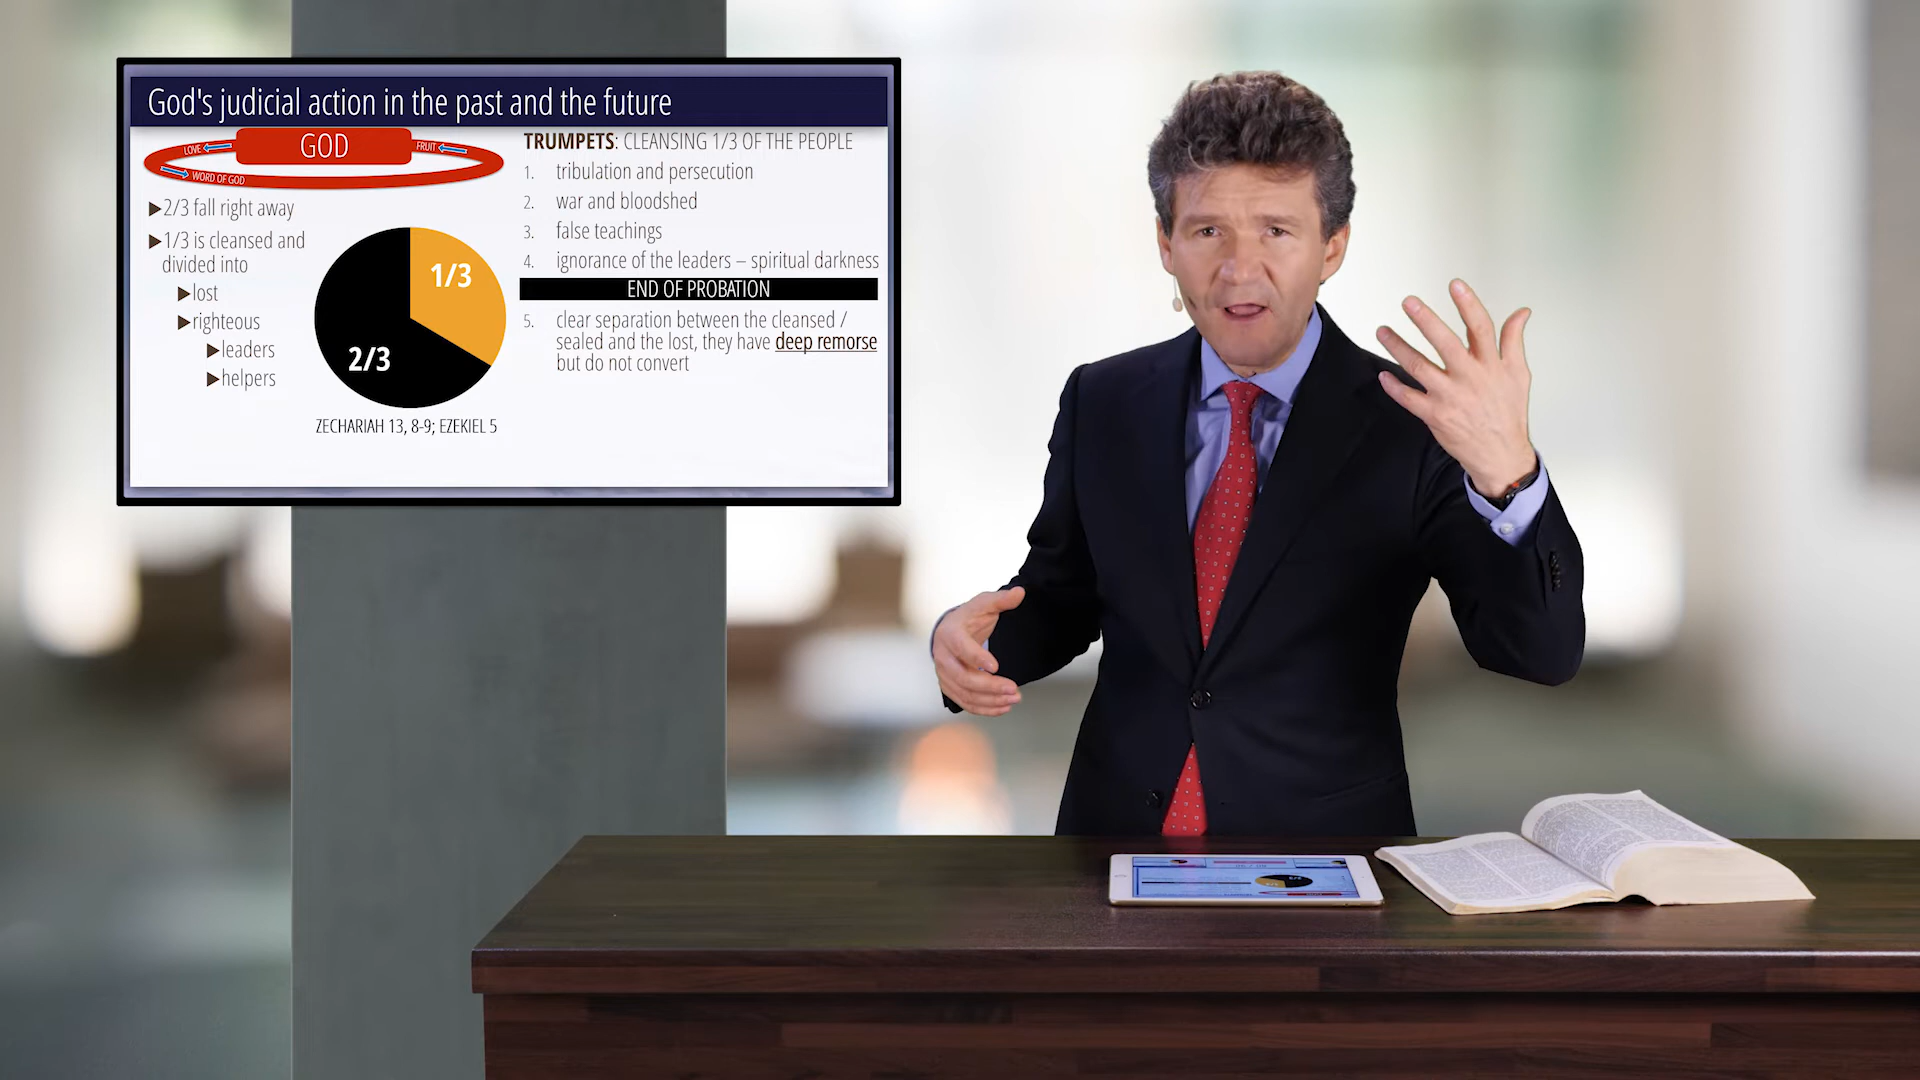 God's judicial action in the past and the future
GOD
LOVE
FRUIT
WORD OF GOD
▶2/3 fall right away
▶1/3 is cleansed and
divided into
▶lost
▶righteous
▶leaders
▶helpers
1/3
2/3
ZECHARIAH 13, 8-9; EZEKIEL 5
TRUMPETS: CLEANSING 1/3 OF THE PEOPLE
1. tribulation and persecution
2. war and bloodshed
3. false teachings
4. ignorance of the leaders – spiritual darkness
END OF PROBATION
5. clear separation between the cleansed /
sealed and the lost, they have deep remorse
but do not convert